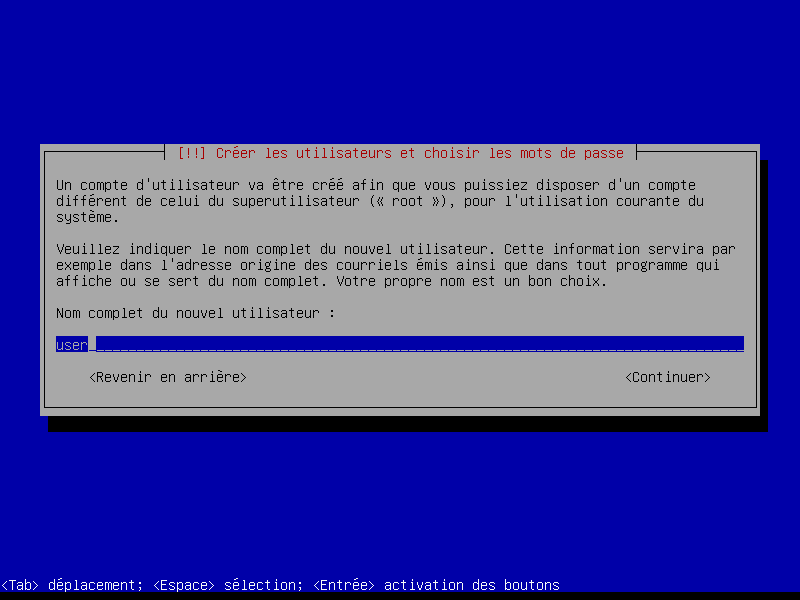 [!!] Créer les utilisateurs et choisir les mots de passe
Un compte d'utilisateur va être créé afin que vous puissiez disposer d'un compte
différent de celui du superutilisateur (« root »), pour l'utilisation courante du
système.
Veuillez indiquer le nom complet du nouvel utilisateur. Cette information servira par
exemple dans l'adresse origine des courriels émis ainsi que dans tout programme qui
affiche ou se sert du nom complet. Votre propre nom est un bon choix.
Nom complet du nouvel utilisateur :
user
<Revenir en arrière> <Continuer>
<Tab> déplacement; <Espace> sélection; <Entrée> activation des boutons